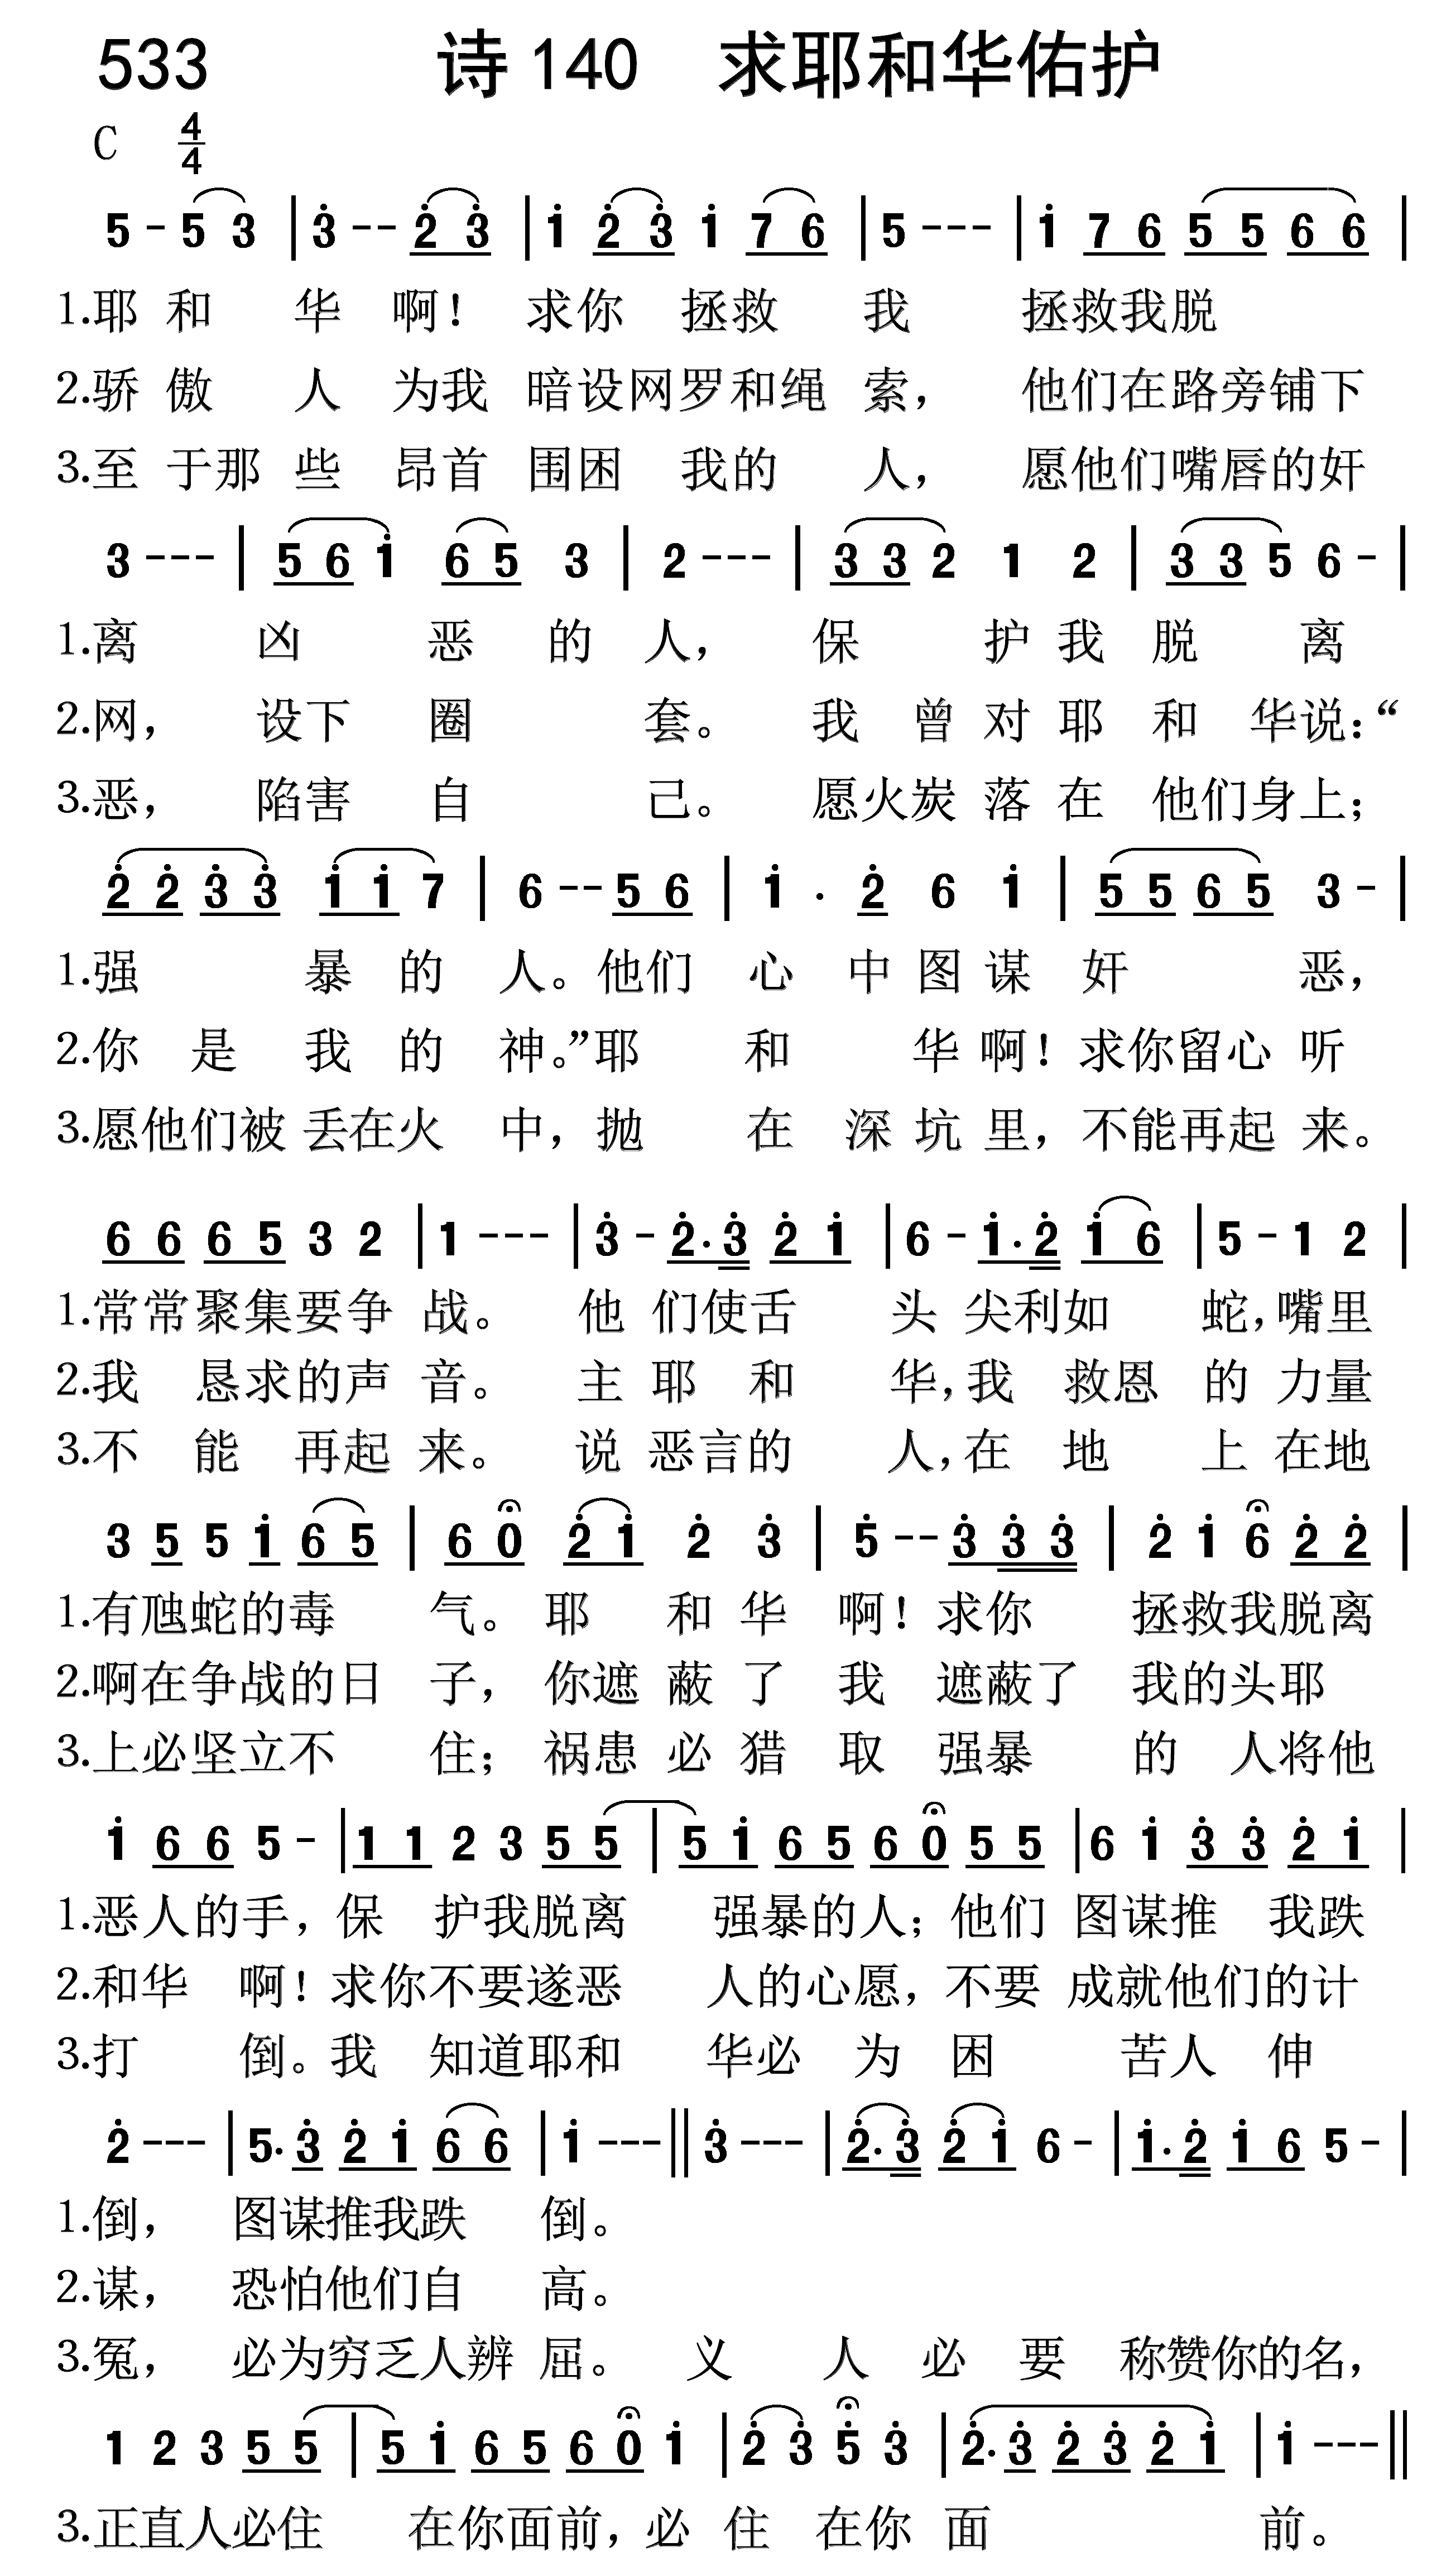 533 诗140 求耶和华佑护
C 4/4
5 - 5 3 | 3̇ - - 2̇ 3̇ | 1̇ 2̇ 3̇ 1̇ 7 6 | 5 - - - | 1̇ 7 6 5 5 6 6 |
1.耶 和 华 啊！ 求你 拯救 我 拯救我脱
2.骄 傲 人 为我 暗设网罗和绳 索， 他们在路旁铺下
3.至 于那 些 昂首 围困 我的 人， 愿他们嘴唇的奸
3 - - - | 5 6 1̇ 6 5 3 | 2 - - - | 3 3 2 1 2 | 3 3 5 6 - |
1.离 凶 恶 的 人， 保 护 我 脱 离
2.网， 设下 圈 套。 我 曾 对 耶 和 华说：“
3.恶， 陷害 自 己。 愿火炭 落 在 他们身上；
2̇ 2̇ 3̇ 3̇ 1̇ 1̇ 7 | 6 - - 5 6 | 1̇ . 2̇ 6 1̇ | 5 5 6 5 3 - |
1.强 暴 的 人。他们 心 中 图 谋 奸 恶，
2.你 是 我 的 神。”耶 和 华 啊！求你留心 听
3.愿他们被 丢在火 中，抛 在 深 坑 里，不能再起 来。
6 6 6 5 3 2 | 1 - - - | 3̇ - 2̇. 3̇ 2̇ 1̇ | 6 - 1̇. 2̇ 1̇ 6 | 5 - 1 2 |
1.常常聚集要争 战。 他 们使舌 头 尖利如 蛇，嘴里
2.我 恳求的声 音。 主 耶 和 华，我 救恩 的 力量
3.不 能 再起 来。 说 恶言的 人，在 地 上 在地
3 5 5 1̇ 6 5 | 6 0 2̇ 1̇ 2̇ 3̇ | 5̇ - - 3̇ 3̇ 3̇ | 2̇ 1̇ 6 2̇ 2̇ |
1.有虺蛇的毒 气。 耶 和 华 啊！求你 拯救我脱离
2.啊在争战的日 子， 你遮 蔽 了 我 遮蔽了 我的头耶
3.上必坚立不 住； 祸患 必 猎 取 强暴 的 人将他
1̇ 6 6 5 - | 1 1 2 3 5 5 | 5 1̇ 6 5 6 0 5 5 | 6 1̇ 3̇ 3̇ 2̇ 1̇ |
1.恶人的手，保 护我脱离 强暴的人；他们 图谋推 我跌
2.和华 啊！求你不要遂恶 人的心愿，不要 成就他们的计
3.打 倒。我 知道耶和 华必 为 困 苦人 伸
2̇ - - - | 5. 3̇ 2̇ 1̇ 6 6 | 1̇ - - - || 3̇ - - - | 2̇. 3̇ 2̇ 1̇ 6 - | 1̇. 2̇ 1̇ 6 5 - |
1.倒， 图谋推我跌 倒。
2.谋， 恐怕他们自 高。
3.冤， 必为穷乏人辨 屈。 义 人 必 要 称赞你的名，
1 2 3 5 5 | 5 1̇ 6 5 6 0 1̇ | 2̇ 3̇ 5̇ 3̇ | 2̇. 3̇ 2̇ 3̇ 2̇ 1̇ | 1̇ - - - ||
3.正直人必住 在你面前，必 住 在你 面 前。